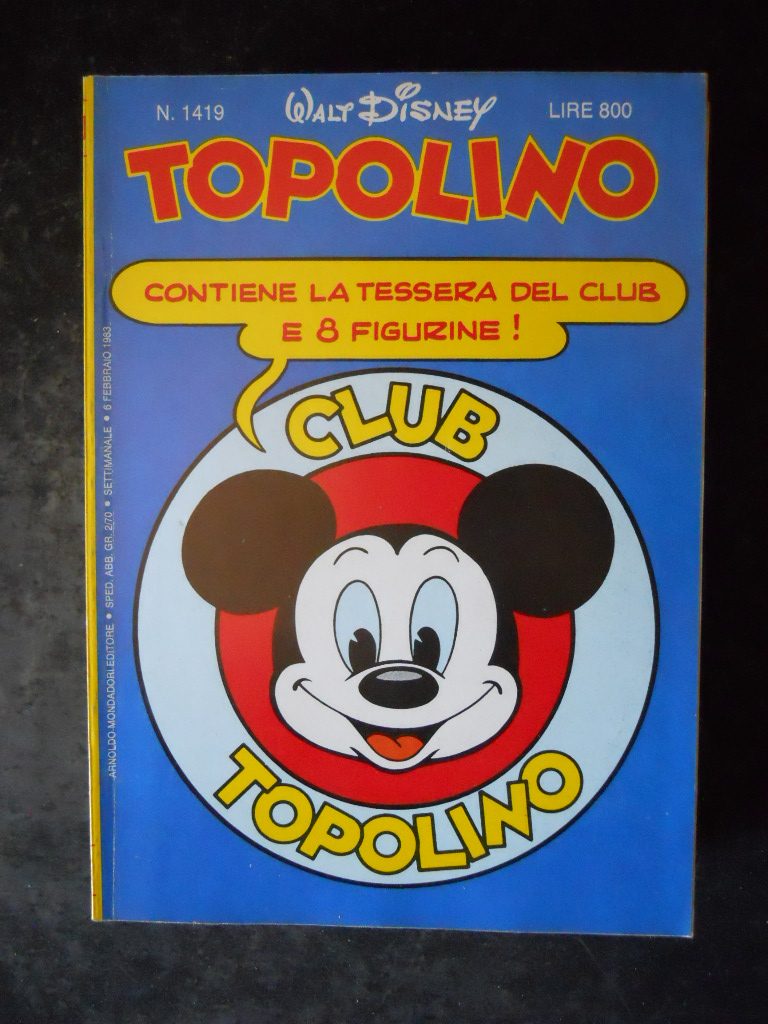 N. 1419
WALT DISNEY
LIRE 800
TOPOLINO
CONTIENE LA TESSERA DEL CLUB
E 8 FIGURINE !
CLUB
TOPOLINO
ARNOLDO MONDADORI EDITORE • SPED. ABB. GR. 2/70 • SETTIMANALE • 6 FEBBRAIO 1983